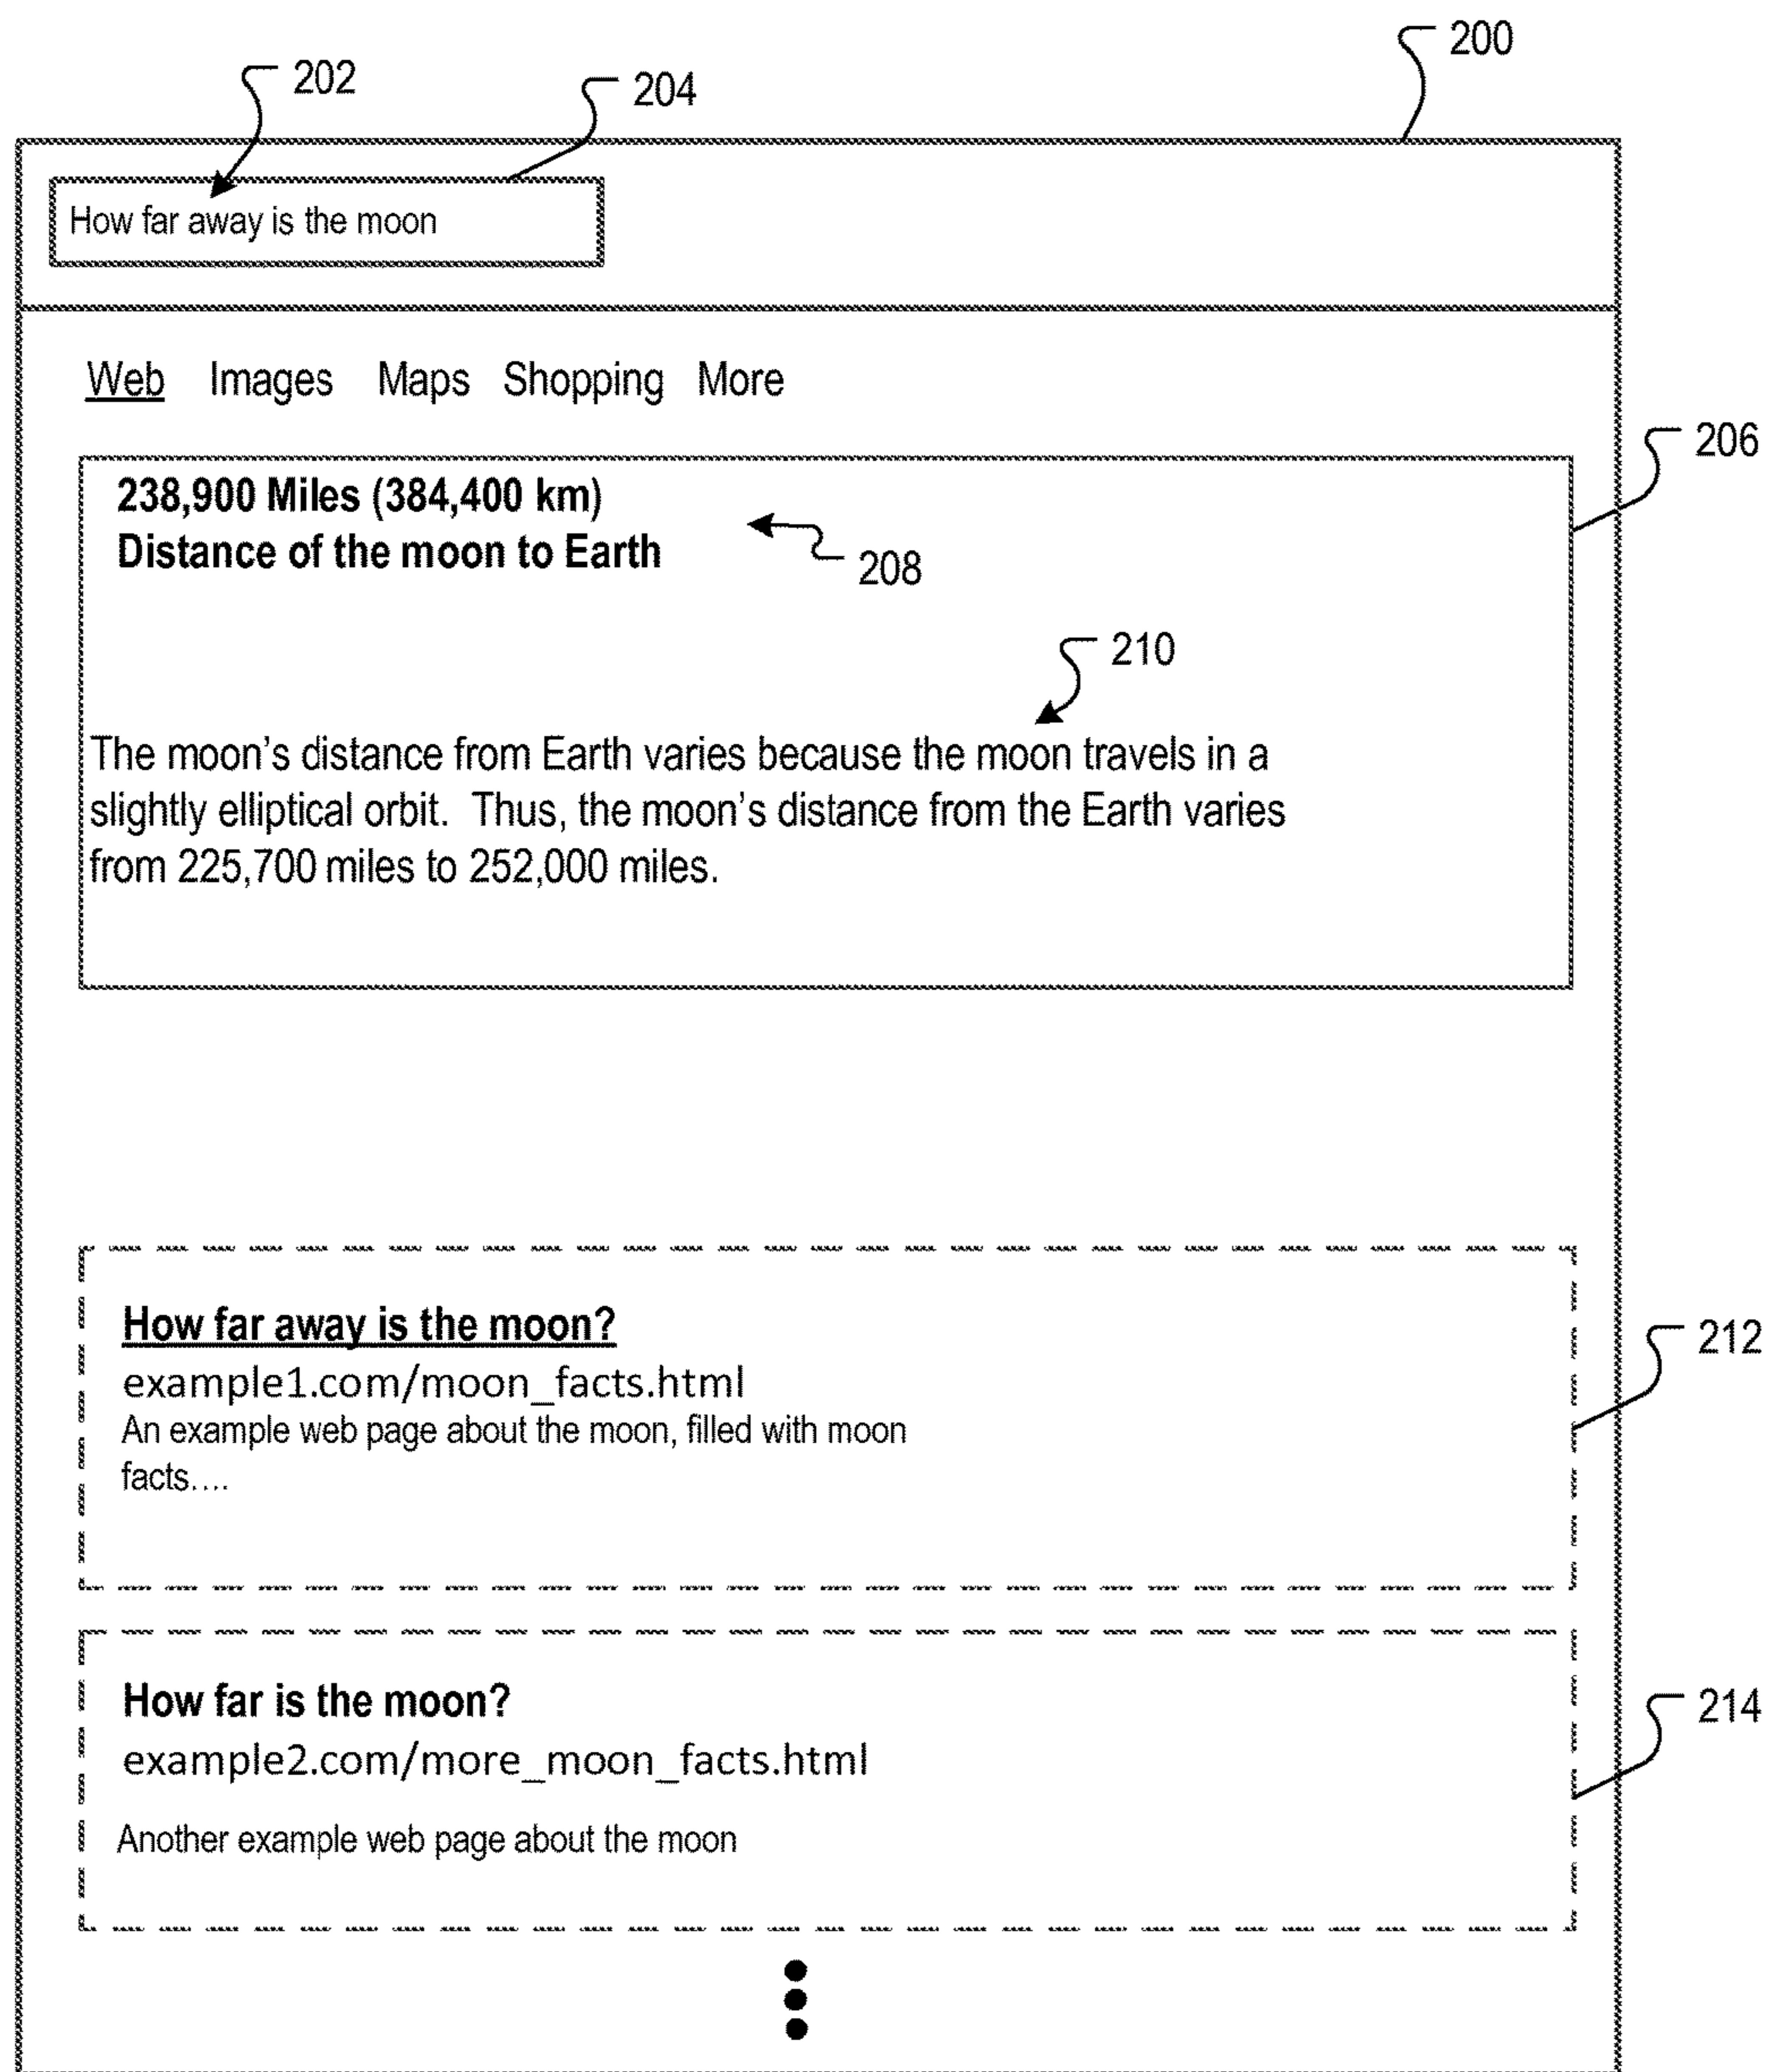 200
202
204
How far away is the moon
Web Images Maps Shopping More
206
238,900 Miles (384,400 km)
Distance of the moon to Earth
208
210
The moon's distance from Earth varies because the moon travels in a
slightly elliptical orbit.  Thus, the moon's distance from the Earth varies
from 225,700 miles to 252,000 miles.
How far away is the moon?
212
example1.com/moon_facts.html
An example web page about the moon, filled with moon
facts....
How far is the moon?
214
example2.com/more_moon_facts.html
Another example web page about the moon